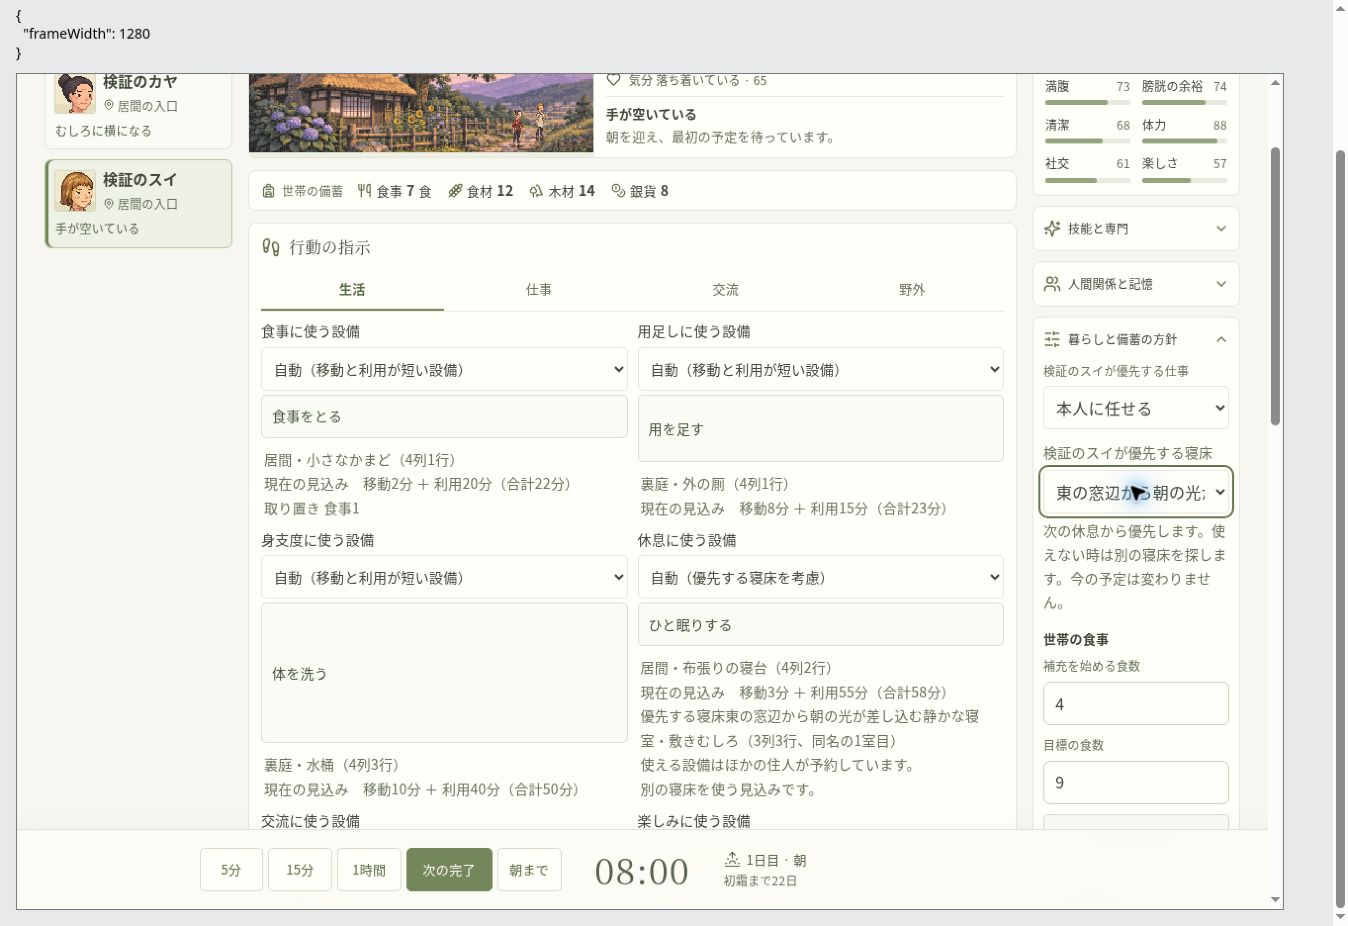 {
"frameWidth": 1280
}
検証のカヤ
居間の入口
むしろに横になる
検証のスイ
居間の入口
手が空いている
気分 落ち着いている · 65
手が空いている
朝を迎え、最初の予定を待っています。
世帯の備蓄 食事 7 食 食材 12 木材 14 銀貨 8
行動の指示
生活 仕事 交流 野外
食事に使う設備
自動（移動と利用が短い設備）
食事をとる
居間・小さなかまど（4列1行）
現在の見込み 移動2分 ＋ 利用20分（合計22分）
取り置き 食事1
用足しに使う設備
自動（移動と利用が短い設備）
用を足す
裏庭・外の厠（4列1行）
現在の見込み 移動8分 ＋ 利用15分（合計23分）
身支度に使う設備
自動（移動と利用が短い設備）
体を洗う
裏庭・水桶（4列3行）
現在の見込み 移動10分 ＋ 利用40分（合計50分）
休息に使う設備
自動（優先する寝床を考慮）
ひと眠りする
居間・布張りの寝台（4列2行）
現在の見込み 移動3分 ＋ 利用55分（合計58分）
優先する寝床東の窓辺から朝の光が差し込む静かな寝
室・敷きむしろ（3列3行、同名の1室目）
使える設備はほかの住人が予約しています。
別の寝床を使う見込みです。
交流に使う設備
楽しみに使う設備
満腹 73 膀胱の余裕 74
清潔 68 体力 88
社交 61 楽しさ 57
技能と専門
人間関係と記憶
暮らしと備蓄の方針
検証のスイが優先する仕事
本人に任せる
検証のスイが優先する寝床
東の窓辺から朝の光
次の休息から優先します。使
えない時は別の寝床を探しま
す。今の予定は変わりませ
ん。
世帯の食事
補充を始める食数
4
目標の食数
9
5分 15分 1時間 次の完了 朝まで
08:00
1日目 · 朝
初霜まで22日